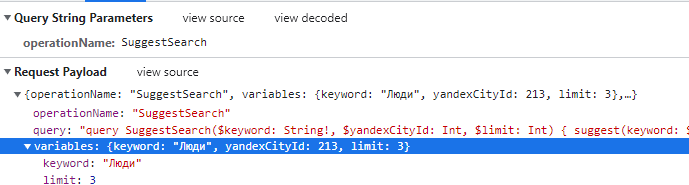 Query String Parameters view source view decoded
operationName: SuggestSearch
Request Payload view source
{operationName: "SuggestSearch", variables: {keyword: "Люди", yandexCityId: 213, limit: 3},…}
operationName: "SuggestSearch"
query: "query SuggestSearch($keyword: String!, $yandexCityId: Int, $limit: Int) { suggest(keyword: $
variables: {keyword: "Люди", yandexCityId: 213, limit: 3}
keyword: "Люди"
limit: 3